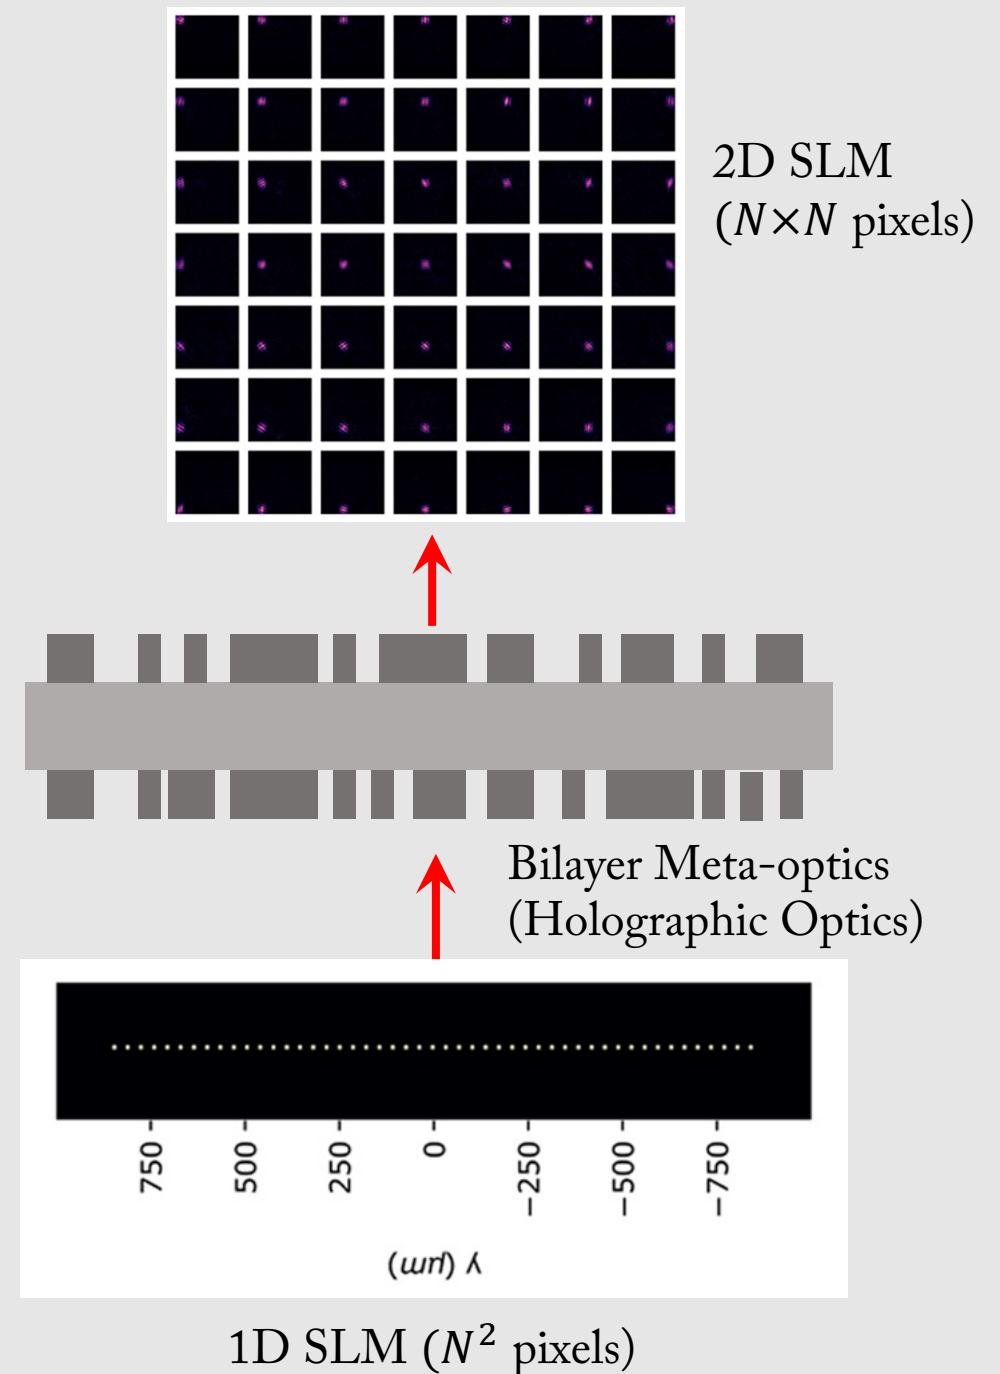 2D SLM
(N×N pixels)
Bilayer Meta-optics
(Holographic Optics)
750
500
250
0
−250
−500
−750
y (μm)
1D SLM (N² pixels)